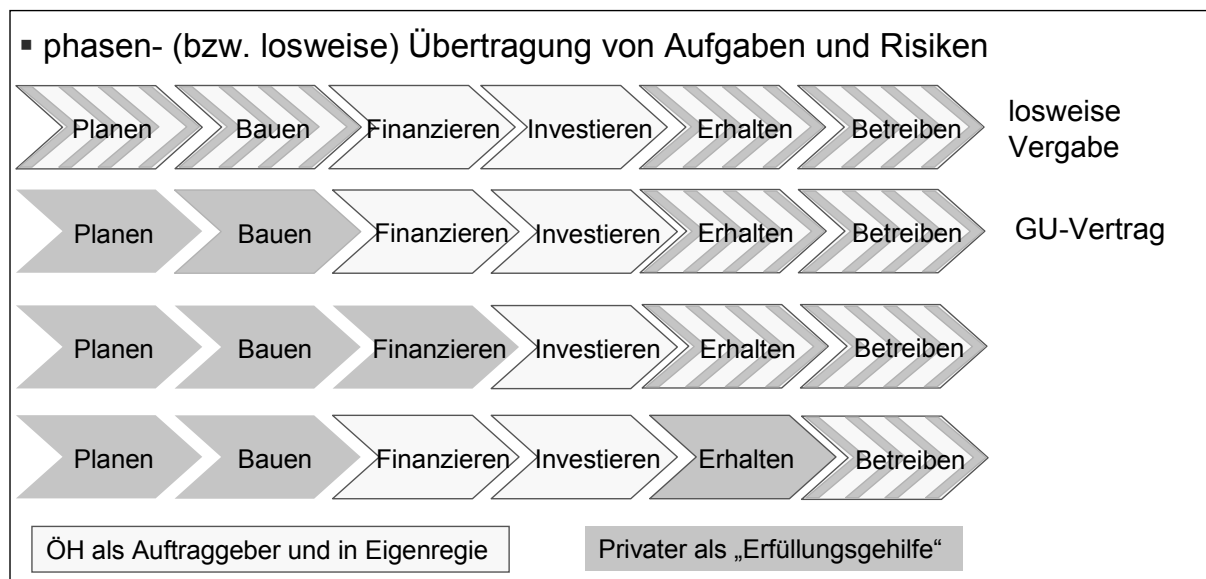 ▪ phasen- (bzw. losweise) Übertragung von Aufgaben und Risiken
Planen Bauen Finanzieren Investieren Erhalten Betreiben losweise
Vergabe
Planen Bauen Finanzieren Investieren Erhalten Betreiben GU-Vertrag
Planen Bauen Finanzieren Investieren Erhalten Betreiben
Planen Bauen Finanzieren Investieren Erhalten Betreiben
ÖH als Auftraggeber und in Eigenregie Privater als „Erfüllungsgehilfe“